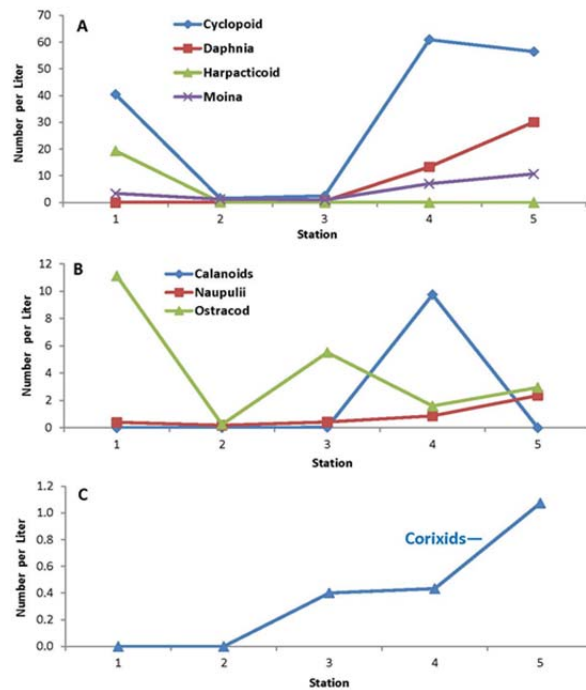 A
Cyclopoid
Daphnia
Harpacticoid
Moina
Number per Liter
70
60
50
40
30
20
10
0
1 2 3 4 5
Station
B
Calanoids
Naupulii
Ostracod
Number per Liter
12
10
8
6
4
2
0
1 2 3 4 5
Station
C
Corixids
Number per Liter
1.2
1.0
0.8
0.6
0.4
0.2
0.0
1 2 3 4 5
Station